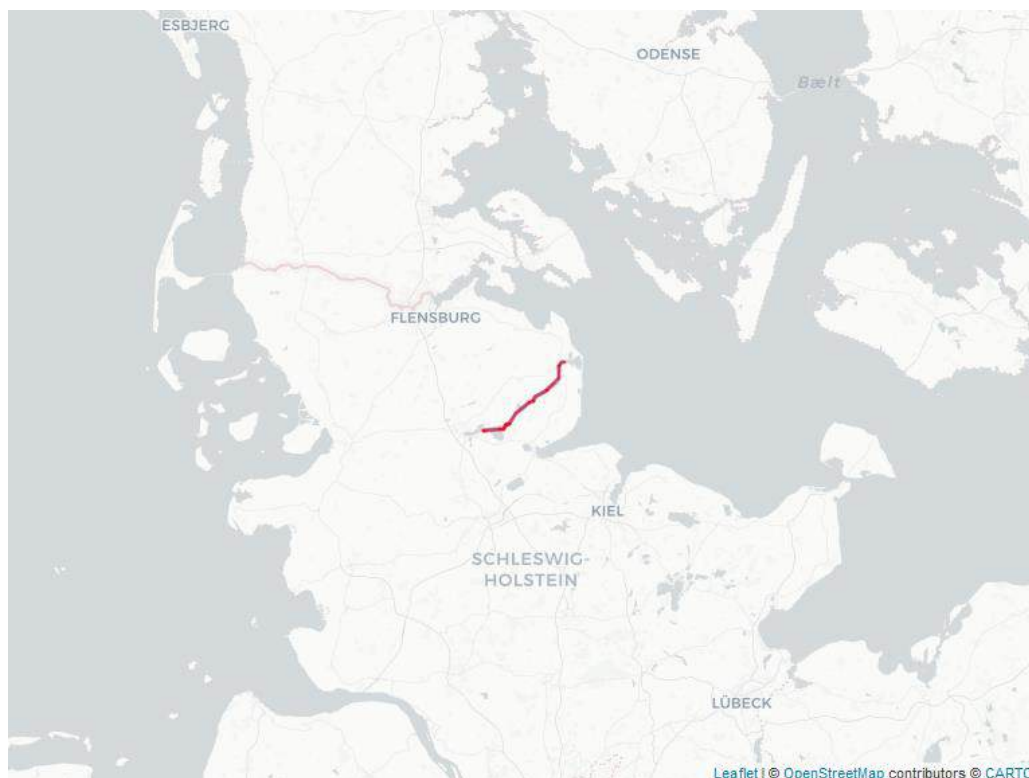 ESBJERG
ODENSE
Bælt
FLENSBURG
KIEL
SCHLESWIG-
HOLSTEIN
LÜBECK
Leaflet | © OpenStreetMap contributors © CARTO